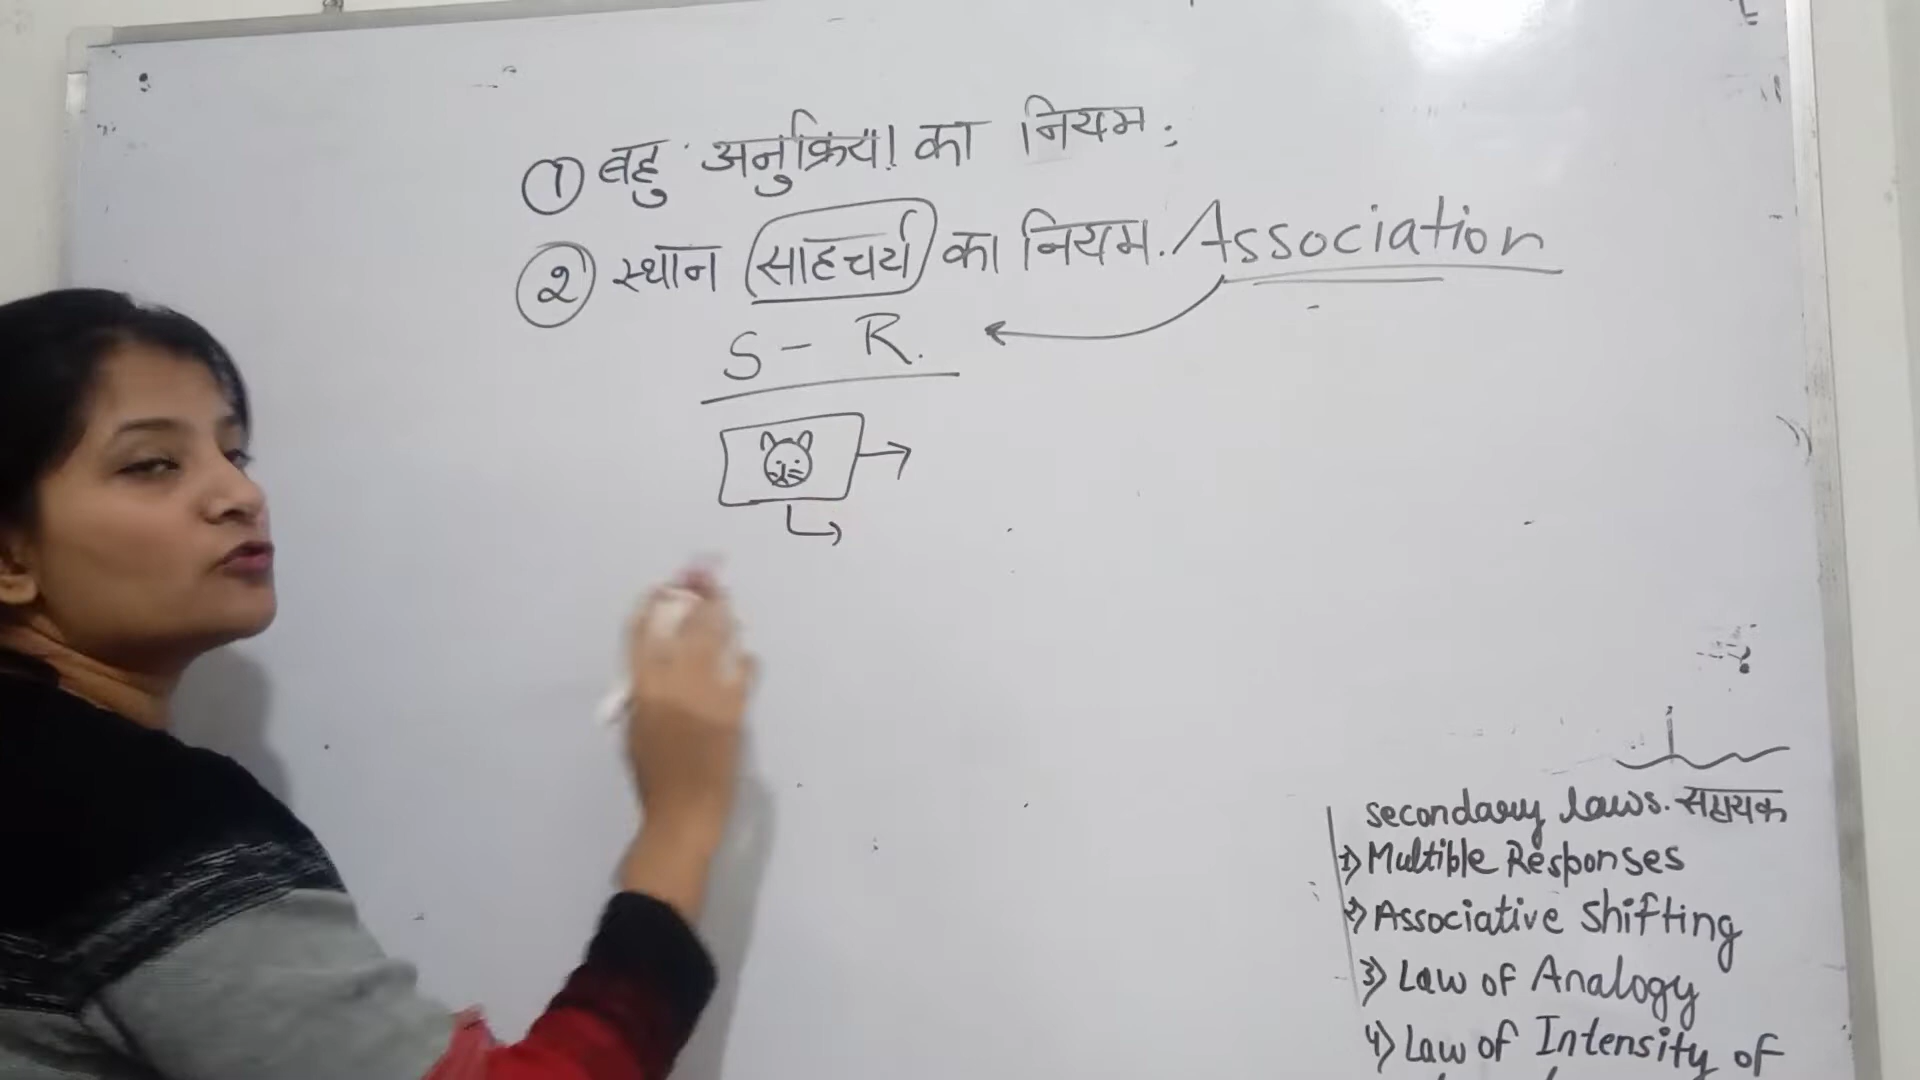 ① बहु अनुक्रिया का नियम :
② स्थान साहचर्य का नियम. Association
S - R.
secondary laws. सहायक
1) Multible Responses
2) Associative Shifting
3) Law of Analogy
4) Law of Intensity of